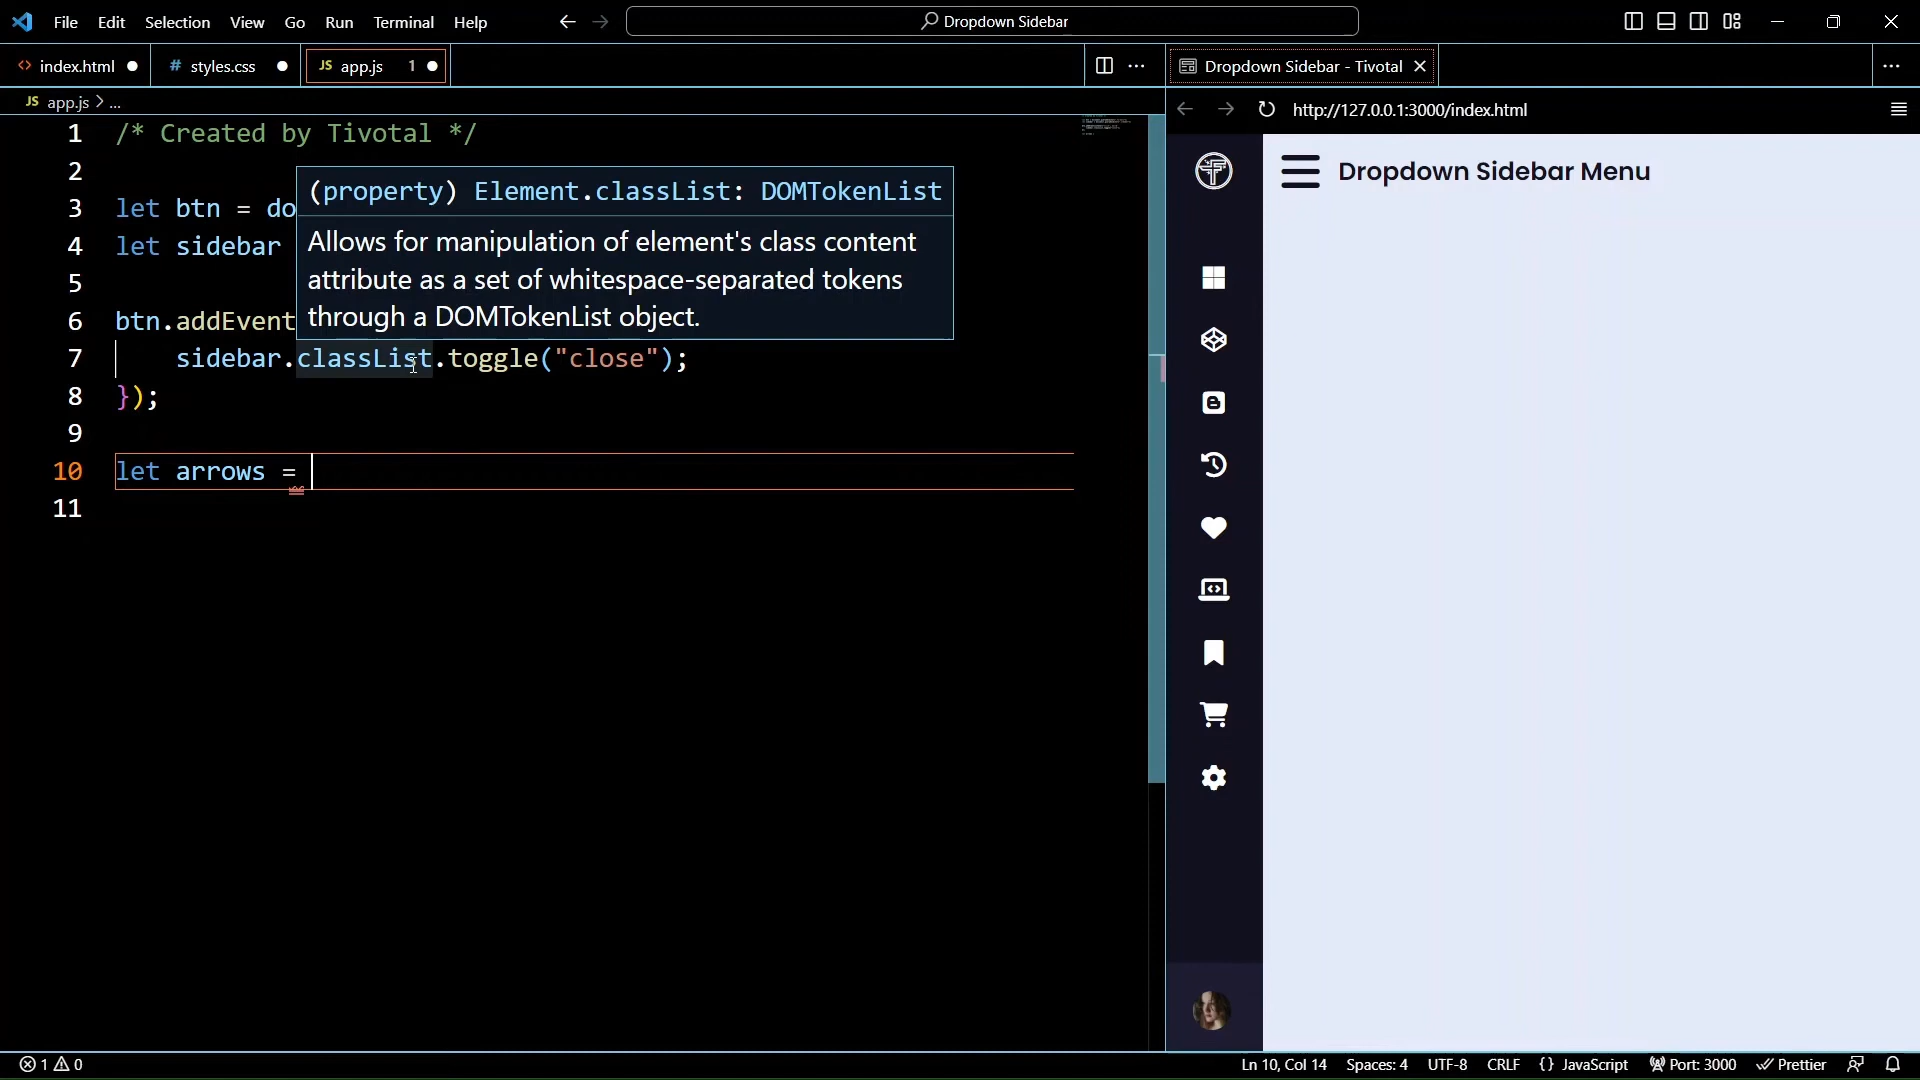 File Edit Selection View Go Run Terminal Help
Dropdown Sidebar
index.html
# styles.css
JS app.js 1
Dropdown Sidebar - Tivotal
JS app.js > ...
http://127.0.0.1:3000/index.html
1 /* Created by Tivotal */
2
3 let btn = do
4 let sidebar
5
6 btn.addEvent
7 sidebar.classList.toggle("close");
8 });
9
10 let arrows =
11
(property) Element.classList: DOMTokenList
Allows for manipulation of element's class content
attribute as a set of whitespace-separated tokens
through a DOMTokenList object.
Dropdown Sidebar Menu
1 0
Ln 10, Col 14 Spaces: 4 UTF-8 CRLF {} JavaScript Port: 3000 Prettier